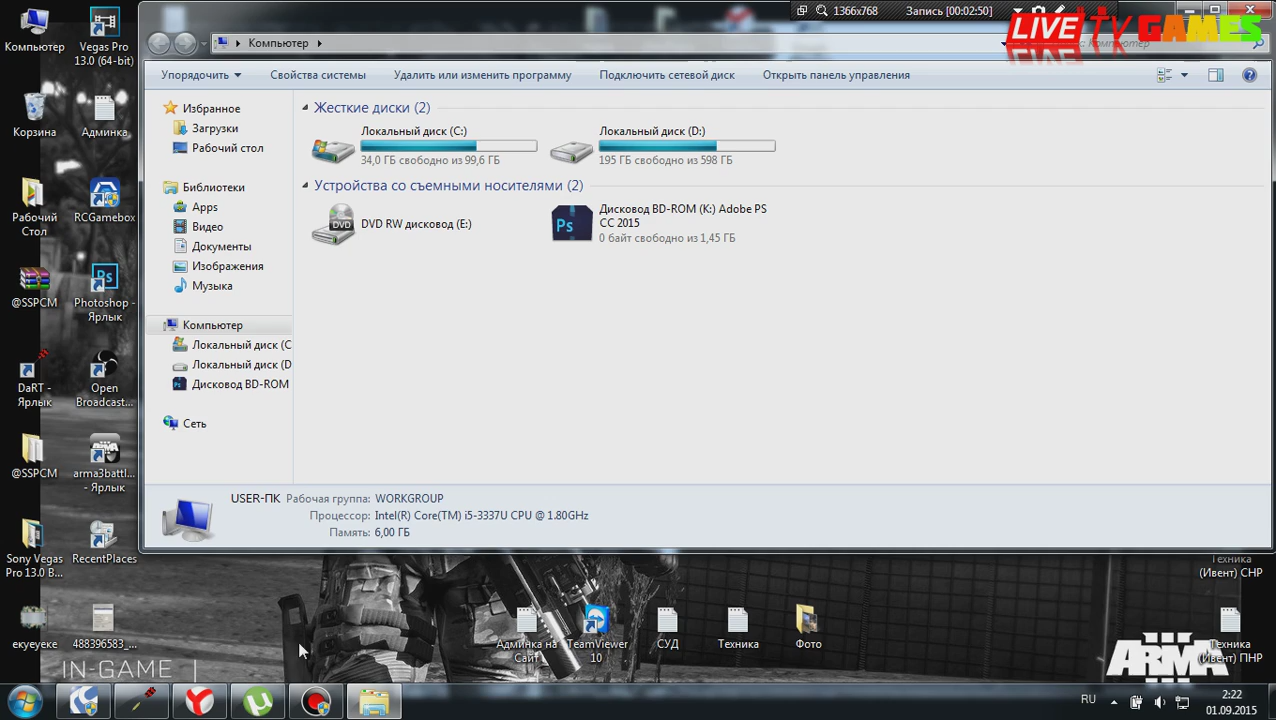 1366x768
Запись [00:02:50]
LIVE TV GAMES
Компьютер
Компьютер
Упорядочить
Свойства системы
Удалить или изменить программу
Подключить сетевой диск
Открыть панель управления
Избранное
Загрузки
Рабочий стол
Библиотеки
Apps
Видео
Документы
Изображения
Музыка
Компьютер
Локальный диск (C
Локальный диск (D
Дисковод BD-ROM
Сеть
Жесткие диски (2)
Локальный диск (C:)
34,0 ГБ свободно из 99,6 ГБ
Локальный диск (D:)
195 ГБ свободно из 598 ГБ
Устройства со съемными носителями (2)
DVD
DVD RW дисковод (E:)
Ps
Дисковод BD-ROM (K:) Adobe PS
CC 2015
0 байт свободно из 1,45 ГБ
USER-ПК
Рабочая группа: WORKGROUP
Процессор: Intel(R) Core(TM) i5-3337U CPU @ 1.80GHz
Память: 6,00 ГБ
Компьютер
Vegas Pro
13.0 (64-bit)
Корзина
Админка
Рабочий
Стол
RCGamebox
@SSPCM
Ps
Photoshop -
Ярлык
DaRT -
Ярлык
Open
Broadcast...
@SSPCM
arma3battl...
- Ярлык
Sony Vegas
Pro 13.0 B...
RecentPlaces
екуеуеке
488396583_...
Админка на
Сайт
TeamViewer
10
СУД
Техника
Фото
Техника
(Ивент) СНР
Техника
(Ивент) ПНР
IN-GAME |
ARMA III
RU
2:22
01.09.2015